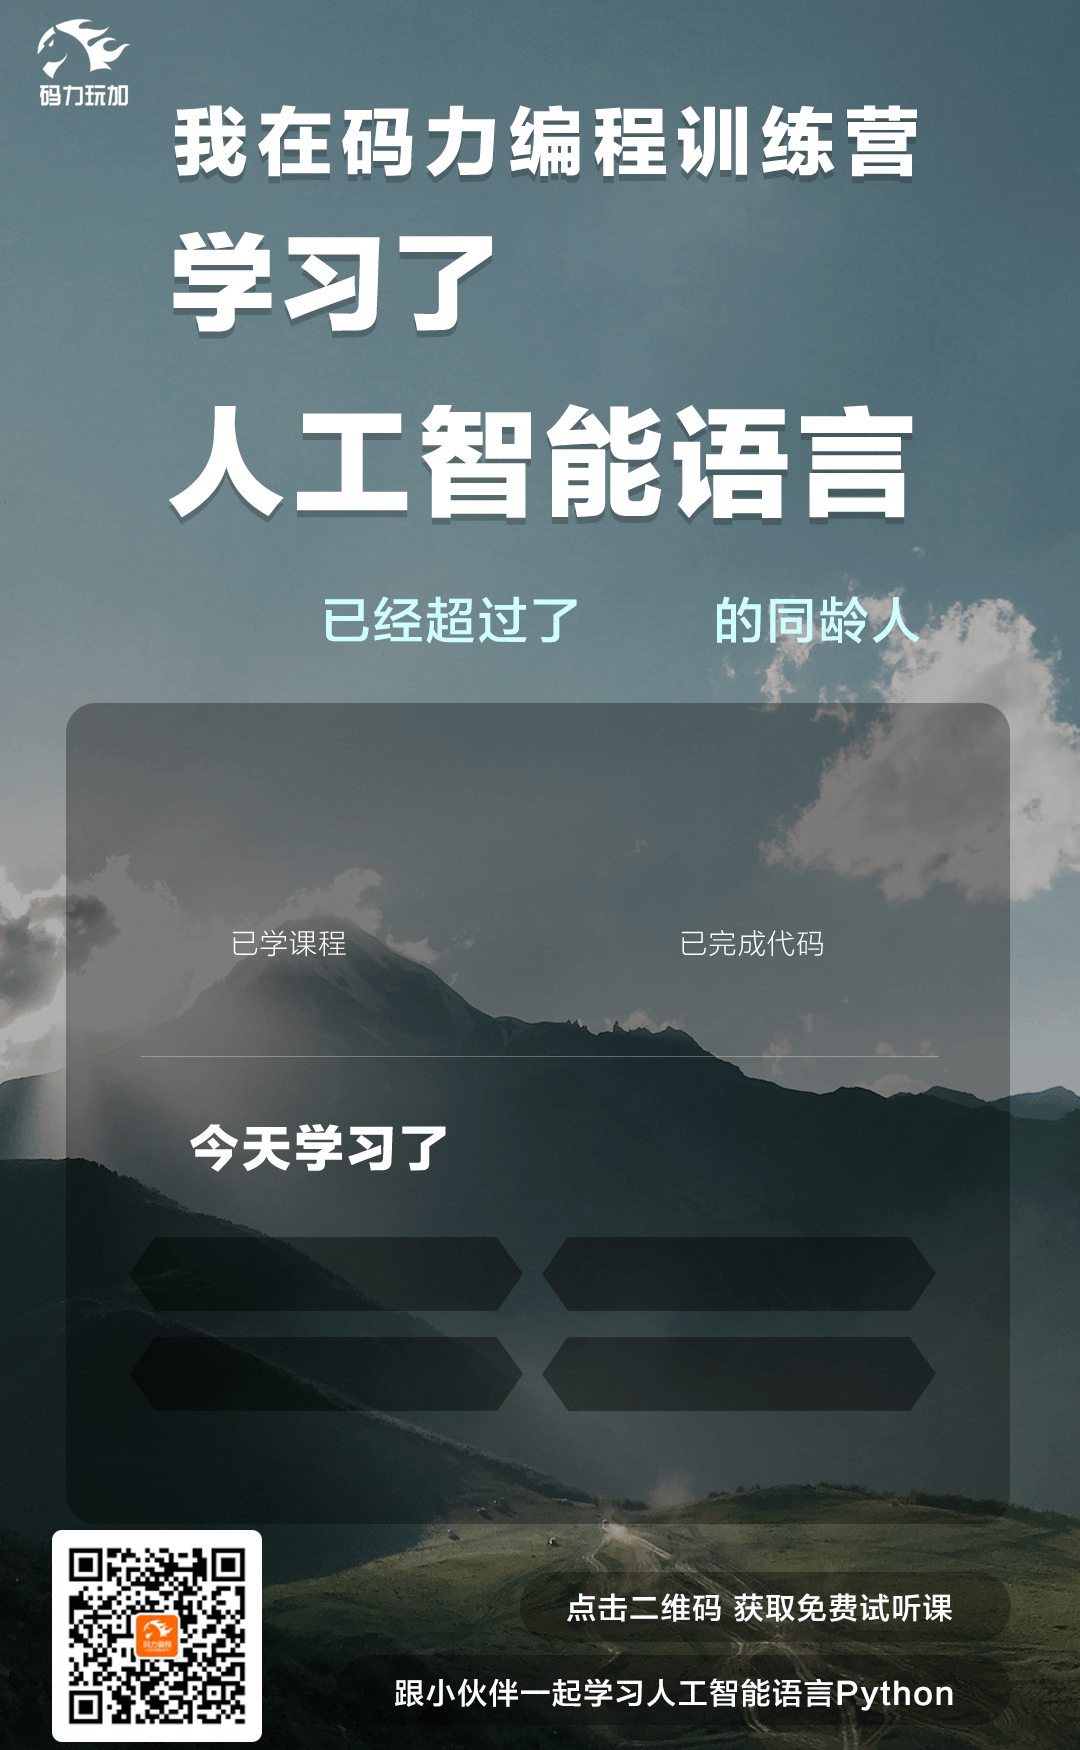 码力玩加
我在码力编程训练营
学习了
人工智能语言
已经超过了 的同龄人
已学课程 已完成代码
今天学习了
码力编程
点击二维码 获取免费试听课
跟小伙伴一起学习人工智能语言Python